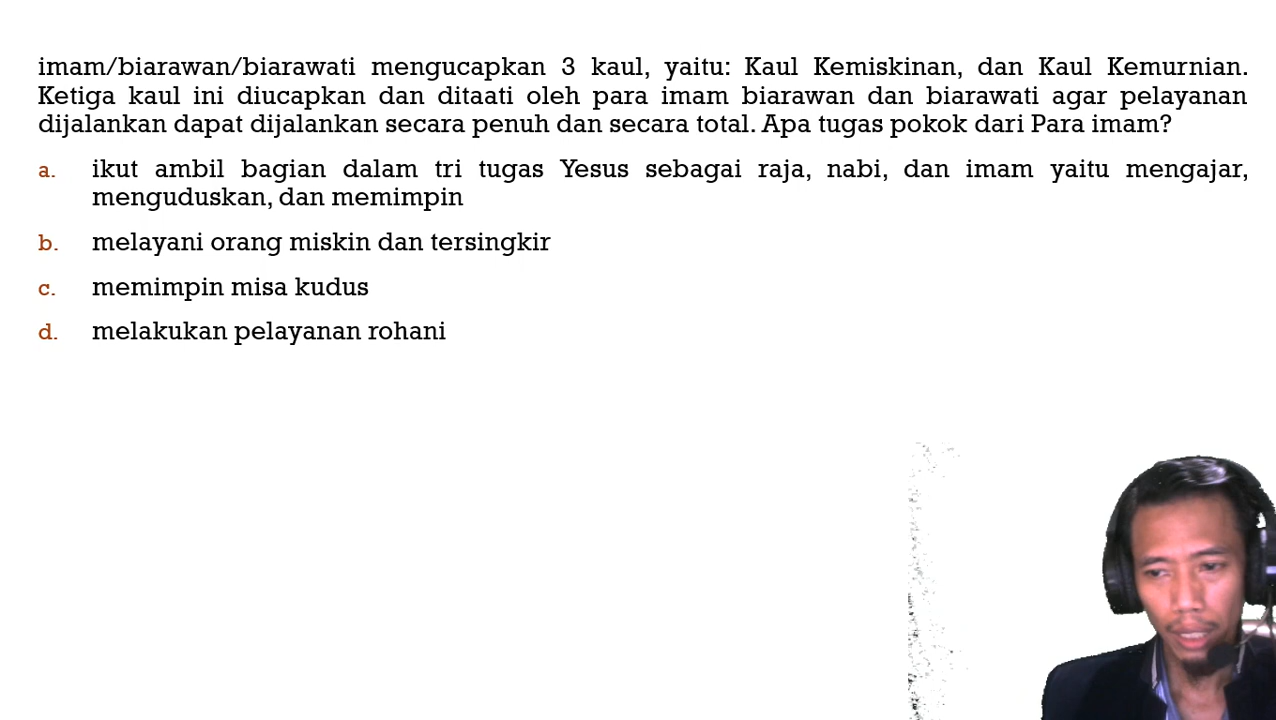 imam/biarawan/biarawati mengucapkan 3 kaul, yaitu: Kaul Kemiskinan, dan Kaul Kemurnian.
Ketiga kaul ini diucapkan dan ditaati oleh para imam biarawan dan biarawati agar pelayanan
dijalankan dapat dijalankan secara penuh dan secara total. Apa tugas pokok dari Para imam?
a. ikut ambil bagian dalam tri tugas Yesus sebagai raja, nabi, dan imam yaitu mengajar,
menguduskan, dan memimpin
b. melayani orang miskin dan tersingkir
c. memimpin misa kudus
d. melakukan pelayanan rohani